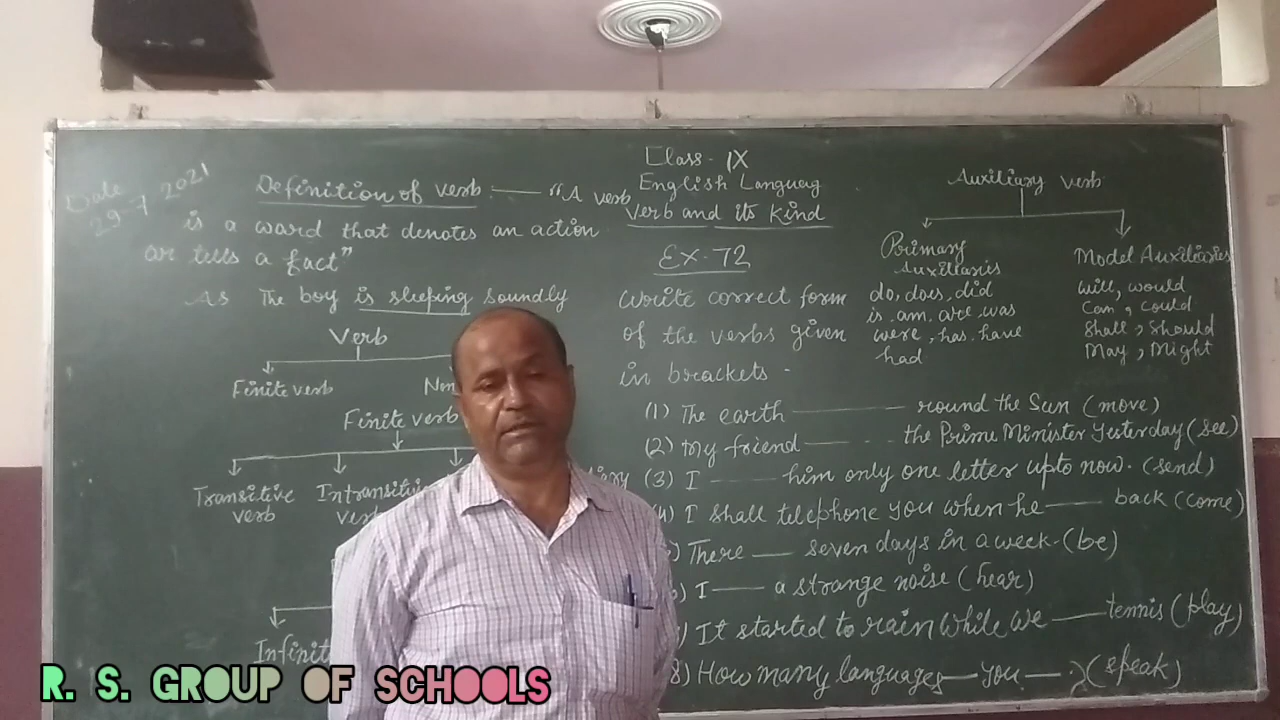 Date
29-7 2021
Definition of verb :— "A verb
is a ward that denotes an action
or tells a fact"
As The boy is sleeping soundly
Verb
Finite verb
Finite verb
Transitive
verb
Intransitive
verb
Class - IX
English Languag
Verb and its Kind
EX. 72
Write correct form
of the verbs given
in brackets -
(1) The earth ——— round the Sun (move)
(2) My friend ——— the Prime Minister yesterday (see)
(3) I ——— him only one letter upto now. (send)
I shall telephone you when he —— back (come)
There —— seven days in a week. (be)
I —— a strange noise (hear)
It started to rain while we —— tennis (play)
8) How many languages — you —? (speak)
Auxiliary verb
Primary
Auxiliaries
do, does, did
is, am, are, was
were, has, have
had
Model Auxiliaries
will, would
Can, could
Shall, Should
May, Might
R. S. GROUP OF SCHOOLS